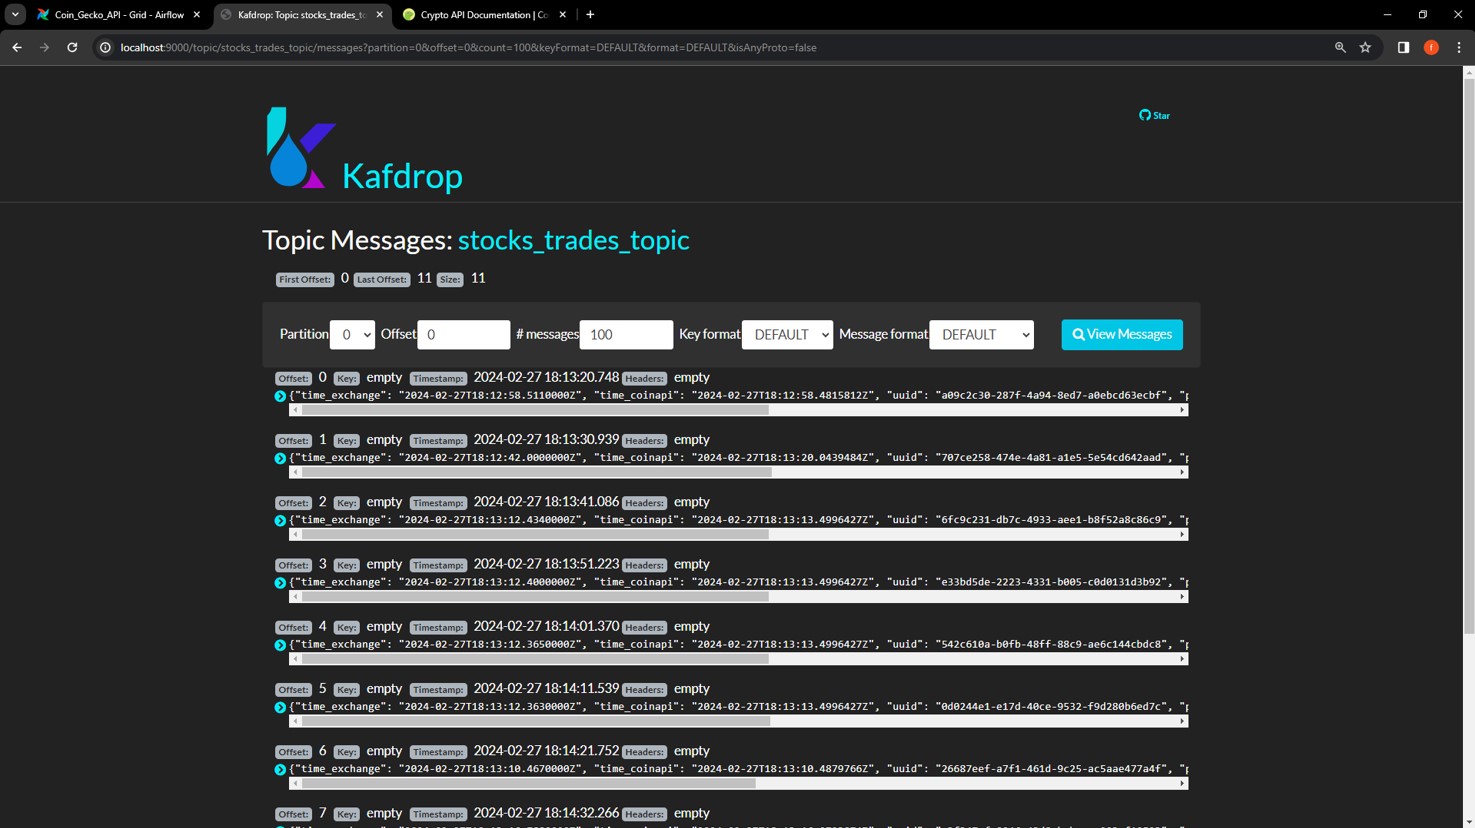 Coin_Gecko_API - Grid - Airflow
Kafdrop: Topic: stocks_trades_to
Crypto API Documentation | Co
localhost:9000/topic/stocks_trades_topic/messages?partition=0&offset=0&count=100&keyFormat=DEFAULT&format=DEFAULT&isAnyProto=false
f
Star
Kafdrop
Topic Messages: stocks_trades_topic
First Offset: 0 Last Offset: 11 Size: 11
Partition 0 Offset 0 # messages 100 Key format DEFAULT Message format DEFAULT View Messages
Offset: 0 Key: empty Timestamp: 2024-02-27 18:13:20.748 Headers: empty
{"time_exchange": "2024-02-27T18:12:58.5110000Z", "time_coinapi": "2024-02-27T18:12:58.4815812Z", "uuid": "a09c2c30-287f-4a94-8ed7-a0ebcd63ecbf", "p
Offset: 1 Key: empty Timestamp: 2024-02-27 18:13:30.939 Headers: empty
{"time_exchange": "2024-02-27T18:12:42.0000000Z", "time_coinapi": "2024-02-27T18:13:20.0439484Z", "uuid": "707ce258-474e-4a81-a1e5-5e54cd642aad", "p
Offset: 2 Key: empty Timestamp: 2024-02-27 18:13:41.086 Headers: empty
{"time_exchange": "2024-02-27T18:13:12.4340000Z", "time_coinapi": "2024-02-27T18:13:13.4996427Z", "uuid": "6fc9c231-db7c-4933-aee1-b8f52a8c86c9", "p
Offset: 3 Key: empty Timestamp: 2024-02-27 18:13:51.223 Headers: empty
{"time_exchange": "2024-02-27T18:13:12.4000000Z", "time_coinapi": "2024-02-27T18:13:13.4996427Z", "uuid": "e33bd5de-2223-4331-b005-c0d0131d3b92", "p
Offset: 4 Key: empty Timestamp: 2024-02-27 18:14:01.370 Headers: empty
{"time_exchange": "2024-02-27T18:13:12.3650000Z", "time_coinapi": "2024-02-27T18:13:13.4996427Z", "uuid": "542c610a-b0fb-48ff-88c9-ae6c144cbdc8", "p
Offset: 5 Key: empty Timestamp: 2024-02-27 18:14:11.539 Headers: empty
{"time_exchange": "2024-02-27T18:13:12.3630000Z", "time_coinapi": "2024-02-27T18:13:13.4996427Z", "uuid": "0d0244e1-e17d-40ce-9532-f9d280b6ed7c", "p
Offset: 6 Key: empty Timestamp: 2024-02-27 18:14:21.752 Headers: empty
{"time_exchange": "2024-02-27T18:13:10.4670000Z", "time_coinapi": "2024-02-27T18:13:10.4879766Z", "uuid": "26687eef-a7f1-461d-9c25-ac5aae477a4f", "p
Offset: 7 Key: empty Timestamp: 2024-02-27 18:14:32.266 Headers: empty